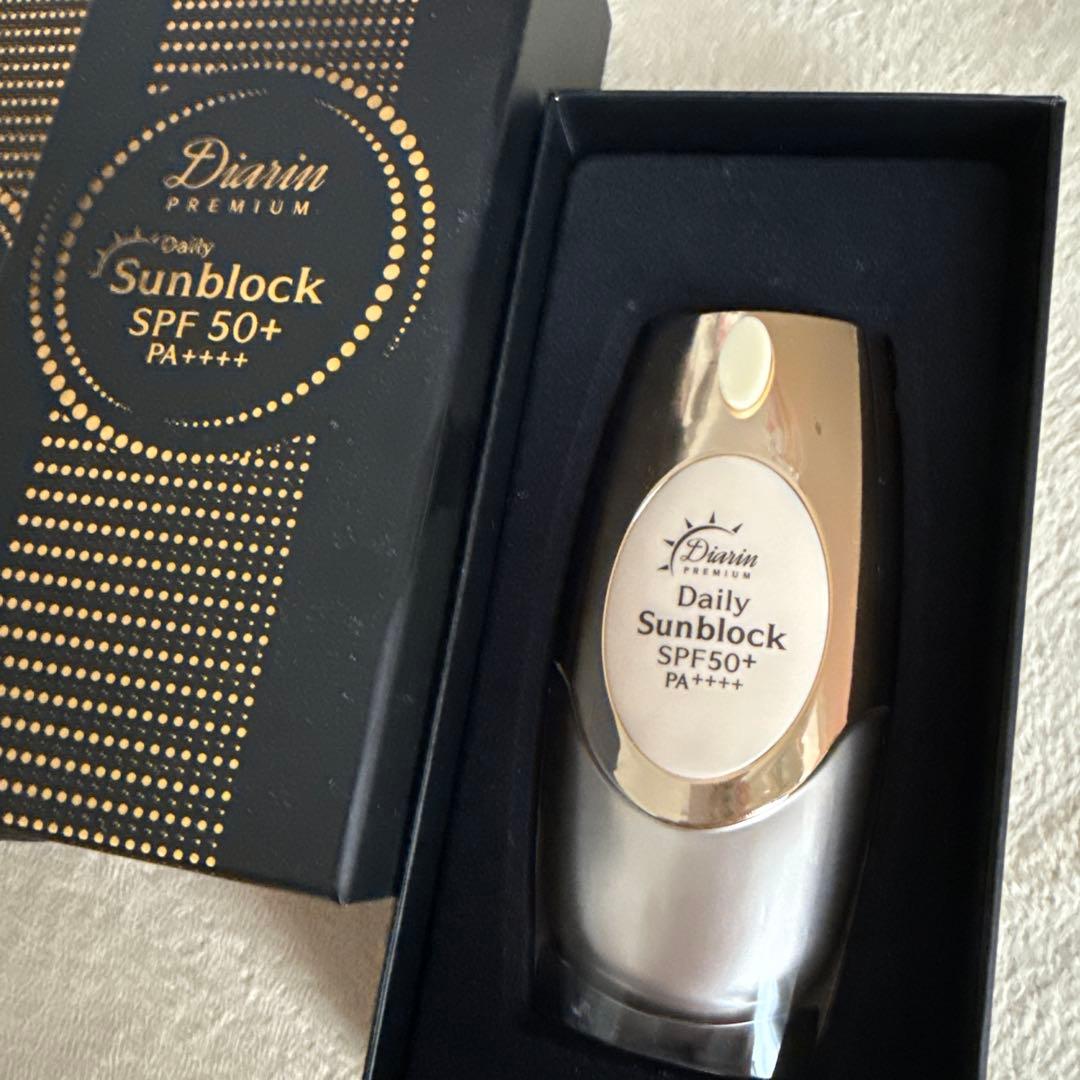 Diarin
PREMIUM
Daily
Sunblock
SPF 50+
PA++++
Diarin
PREMIUM
Daily
Sunblock
SPF50+
PA++++